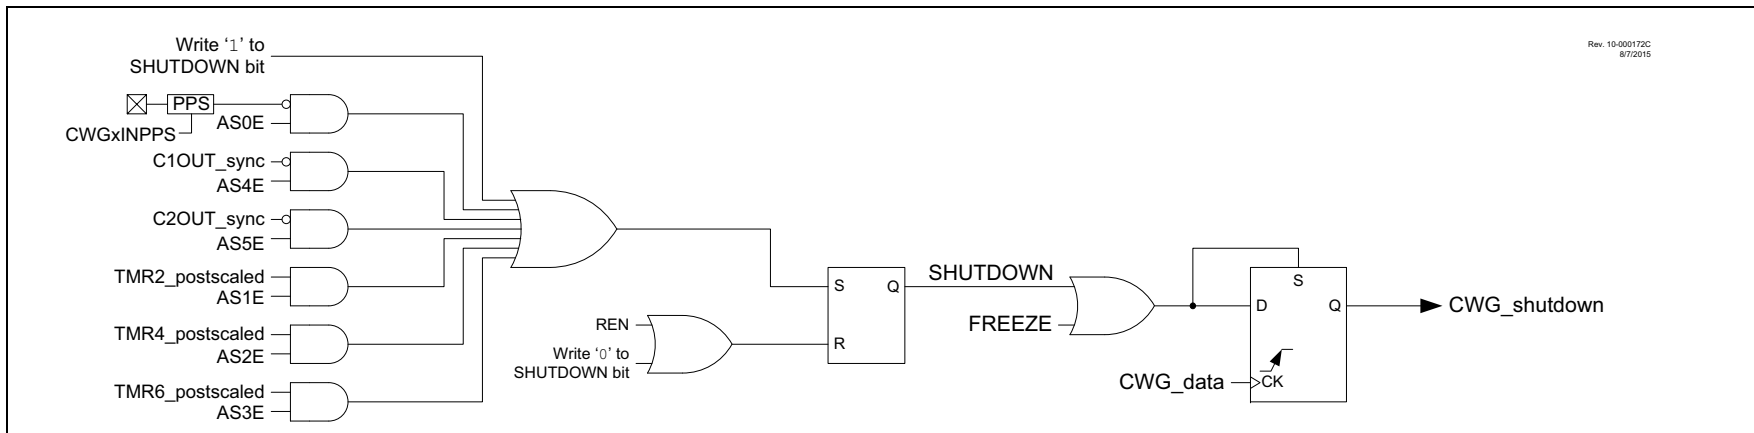 Rev. 10-000172C
8/7/2015
Write ‘1’ to
SHUTDOWN bit
PPS
AS0E
CWGxINPPS
C1OUT_sync
AS4E
C2OUT_sync
AS5E
TMR2_postscaled
AS1E
TMR4_postscaled
AS2E
TMR6_postscaled
AS3E
REN
Write ‘0’ to
SHUTDOWN bit
S
Q
R
SHUTDOWN
FREEZE
S
D
Q
CK
CWG_data
CWG_shutdown